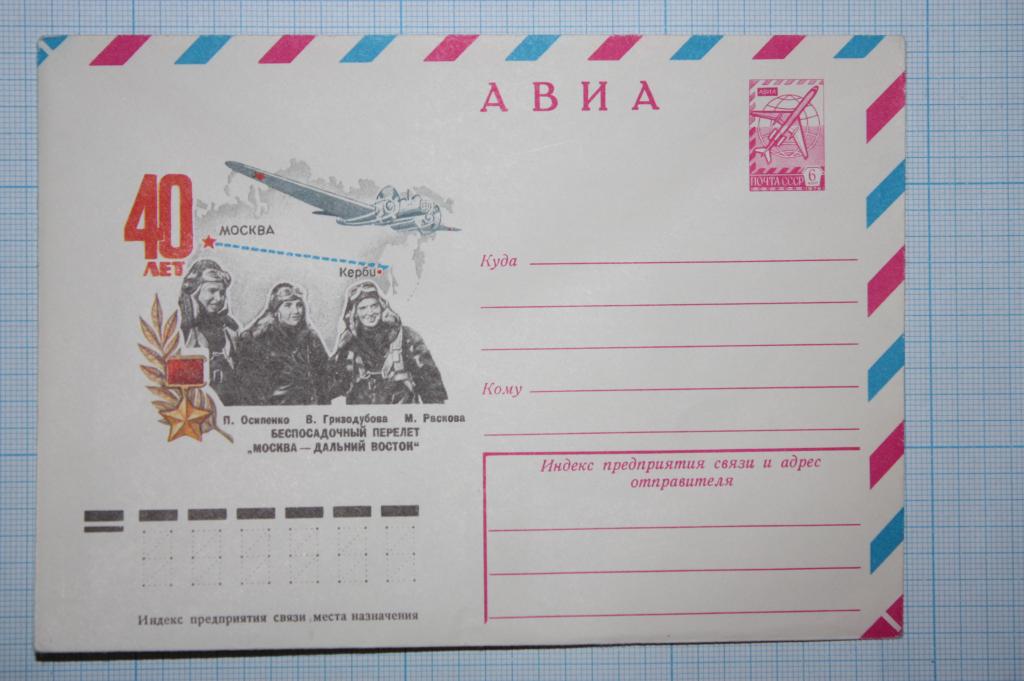 АВИА
АВИА
ПОЧТА СССР 6
40
ЛЕТ
МОСКВА
Керби
П. Осипенко В. Гризодубова М. Раскова
БЕСПОСАДОЧНЫЙ ПЕРЕЛЕТ
„МОСКВА — ДАЛЬНИЙ ВОСТОК“
Куда
Кому
Индекс предприятия связи и адрес
отправителя
Индекс предприятия связи места назначения